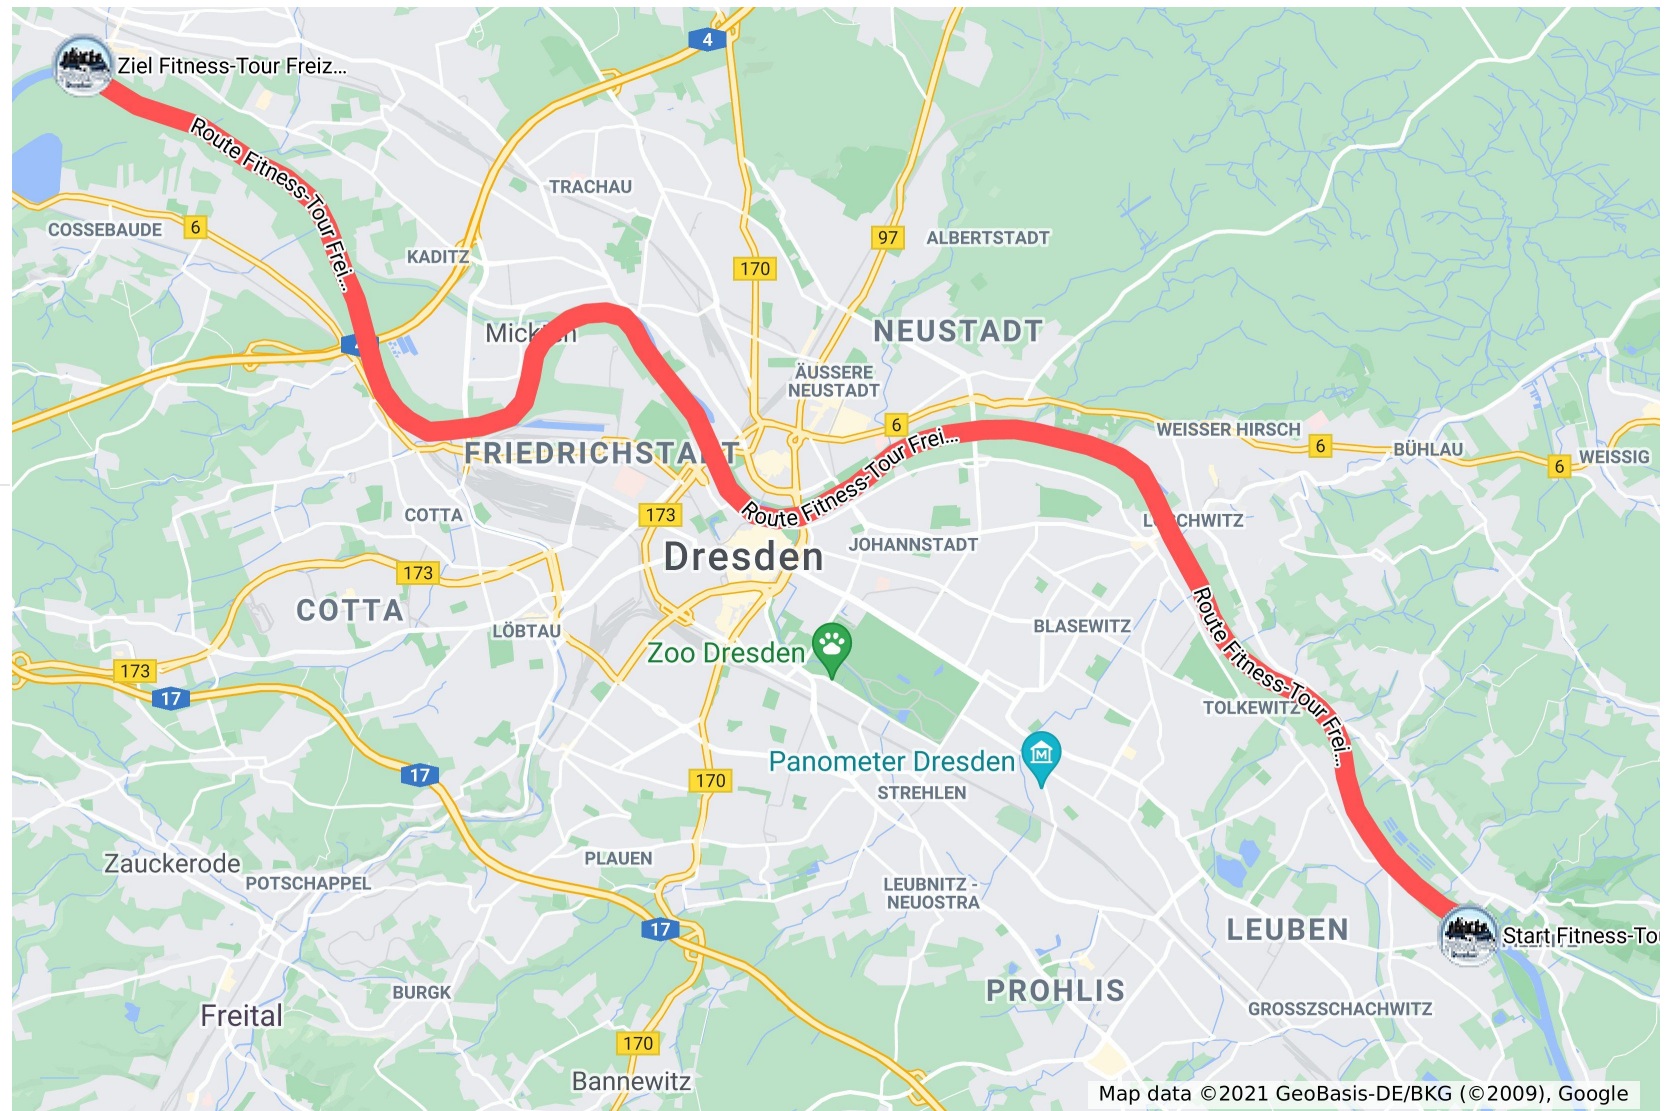 4
Ziel Fitness-Tour Freiz...
Route Fitness-Tour Frei...
TRACHAU
COSSEBAUDE
6
KADITZ
97
ALBERTSTADT
170
NEUSTADT
ÄUSSERE
NEUSTADT
6
Route Fitness-Tour Frei...
WEISSER HIRSCH
6
BÜHLAU
6
WEISSIG
FRIEDRICHSTADT
COTTA
173
JOHANNSTADT
Dresden
173
COTTA
LÖBTAU
BLASEWITZ
Zoo Dresden
Route Fitness-Tour Frei...
173
17
TOLKEWITZ
Panometer Dresden
17
170
STREHLEN
Zauckerode
POTSCHAPPEL
PLAUEN
LEUBNITZ -
NEUOSTRA
17
LEUBEN
Start Fitness-Tou
BURGK
PROHLIS
Freital
GROSSZSCHACHWITZ
170
Bannewitz
Map data ©2021 GeoBasis-DE/BKG (©2009), Google